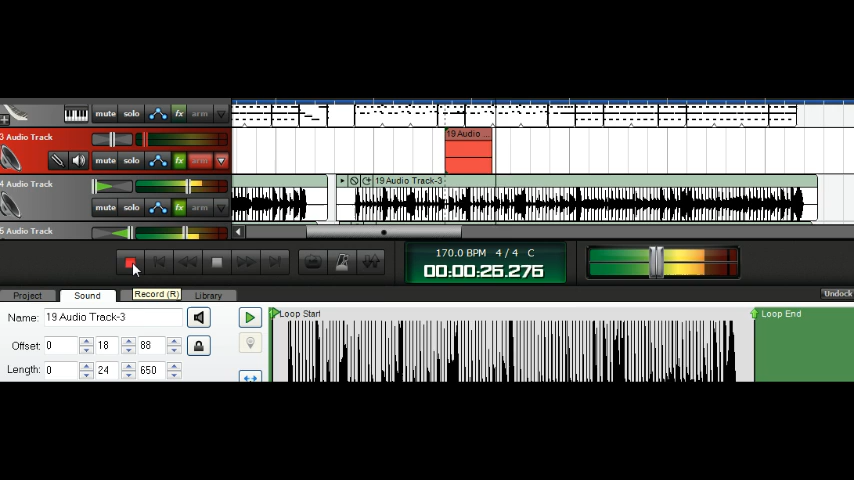 mute solo fx arm
3 Audio Track
19 Audio ...
mute solo fx arm
4 Audio Track
19 Audio Track-3
mute solo fx arm
5 Audio Track
170.0 BPM 4 / 4 C
00:00:26.276
Record (R)
Project Sound Library
Undock
Name: 19 Audio Track-3
Loop Start
Loop End
Offset: 0 18 88
Length: 0 24 650